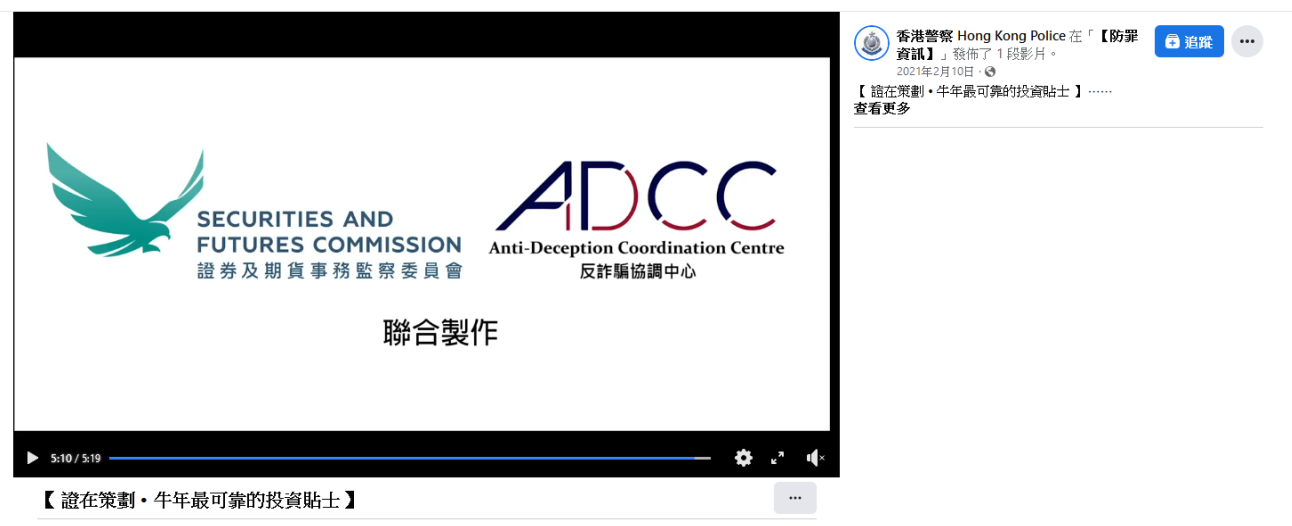 SECURITIES AND
FUTURES COMMISSION
證券及期貨事務監察委員會
ADCC
Anti-Deception Coordination Centre
反詐騙協調中心
聯合製作
5:10 / 5:19
【 證在策劃 • 牛年最可靠的投資貼士 】
香港警察 Hong Kong Police 在「【防罪
資訊】」發佈了 1 段影片。
追蹤
2021年2月10日
【 證在策劃 • 牛年最可靠的投資貼士 】⋯⋯
查看更多